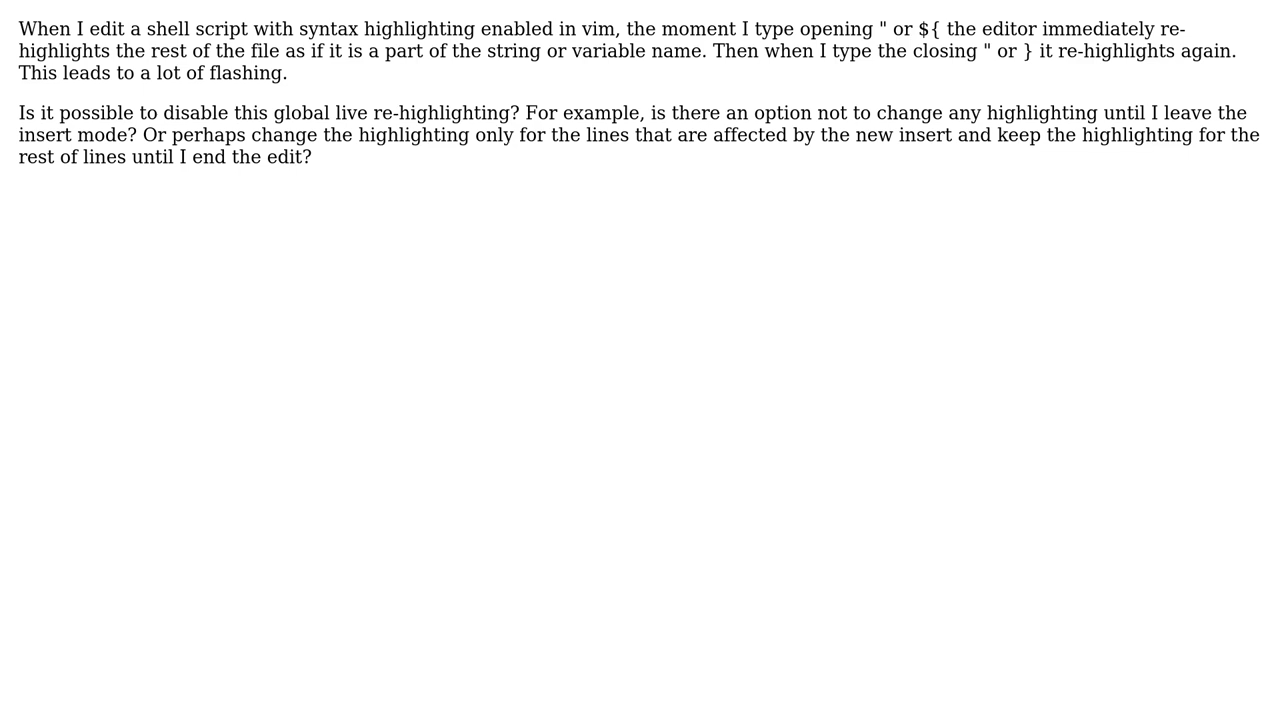 When I edit a shell script with syntax highlighting enabled in vim, the moment I type opening " or ${ the editor immediately re-
highlights the rest of the file as if it is a part of the string or variable name. Then when I type the closing " or } it re-highlights again.
This leads to a lot of flashing.
Is it possible to disable this global live re-highlighting? For example, is there an option not to change any highlighting until I leave the
insert mode? Or perhaps change the highlighting only for the lines that are affected by the new insert and keep the highlighting for the
rest of lines until I end the edit?